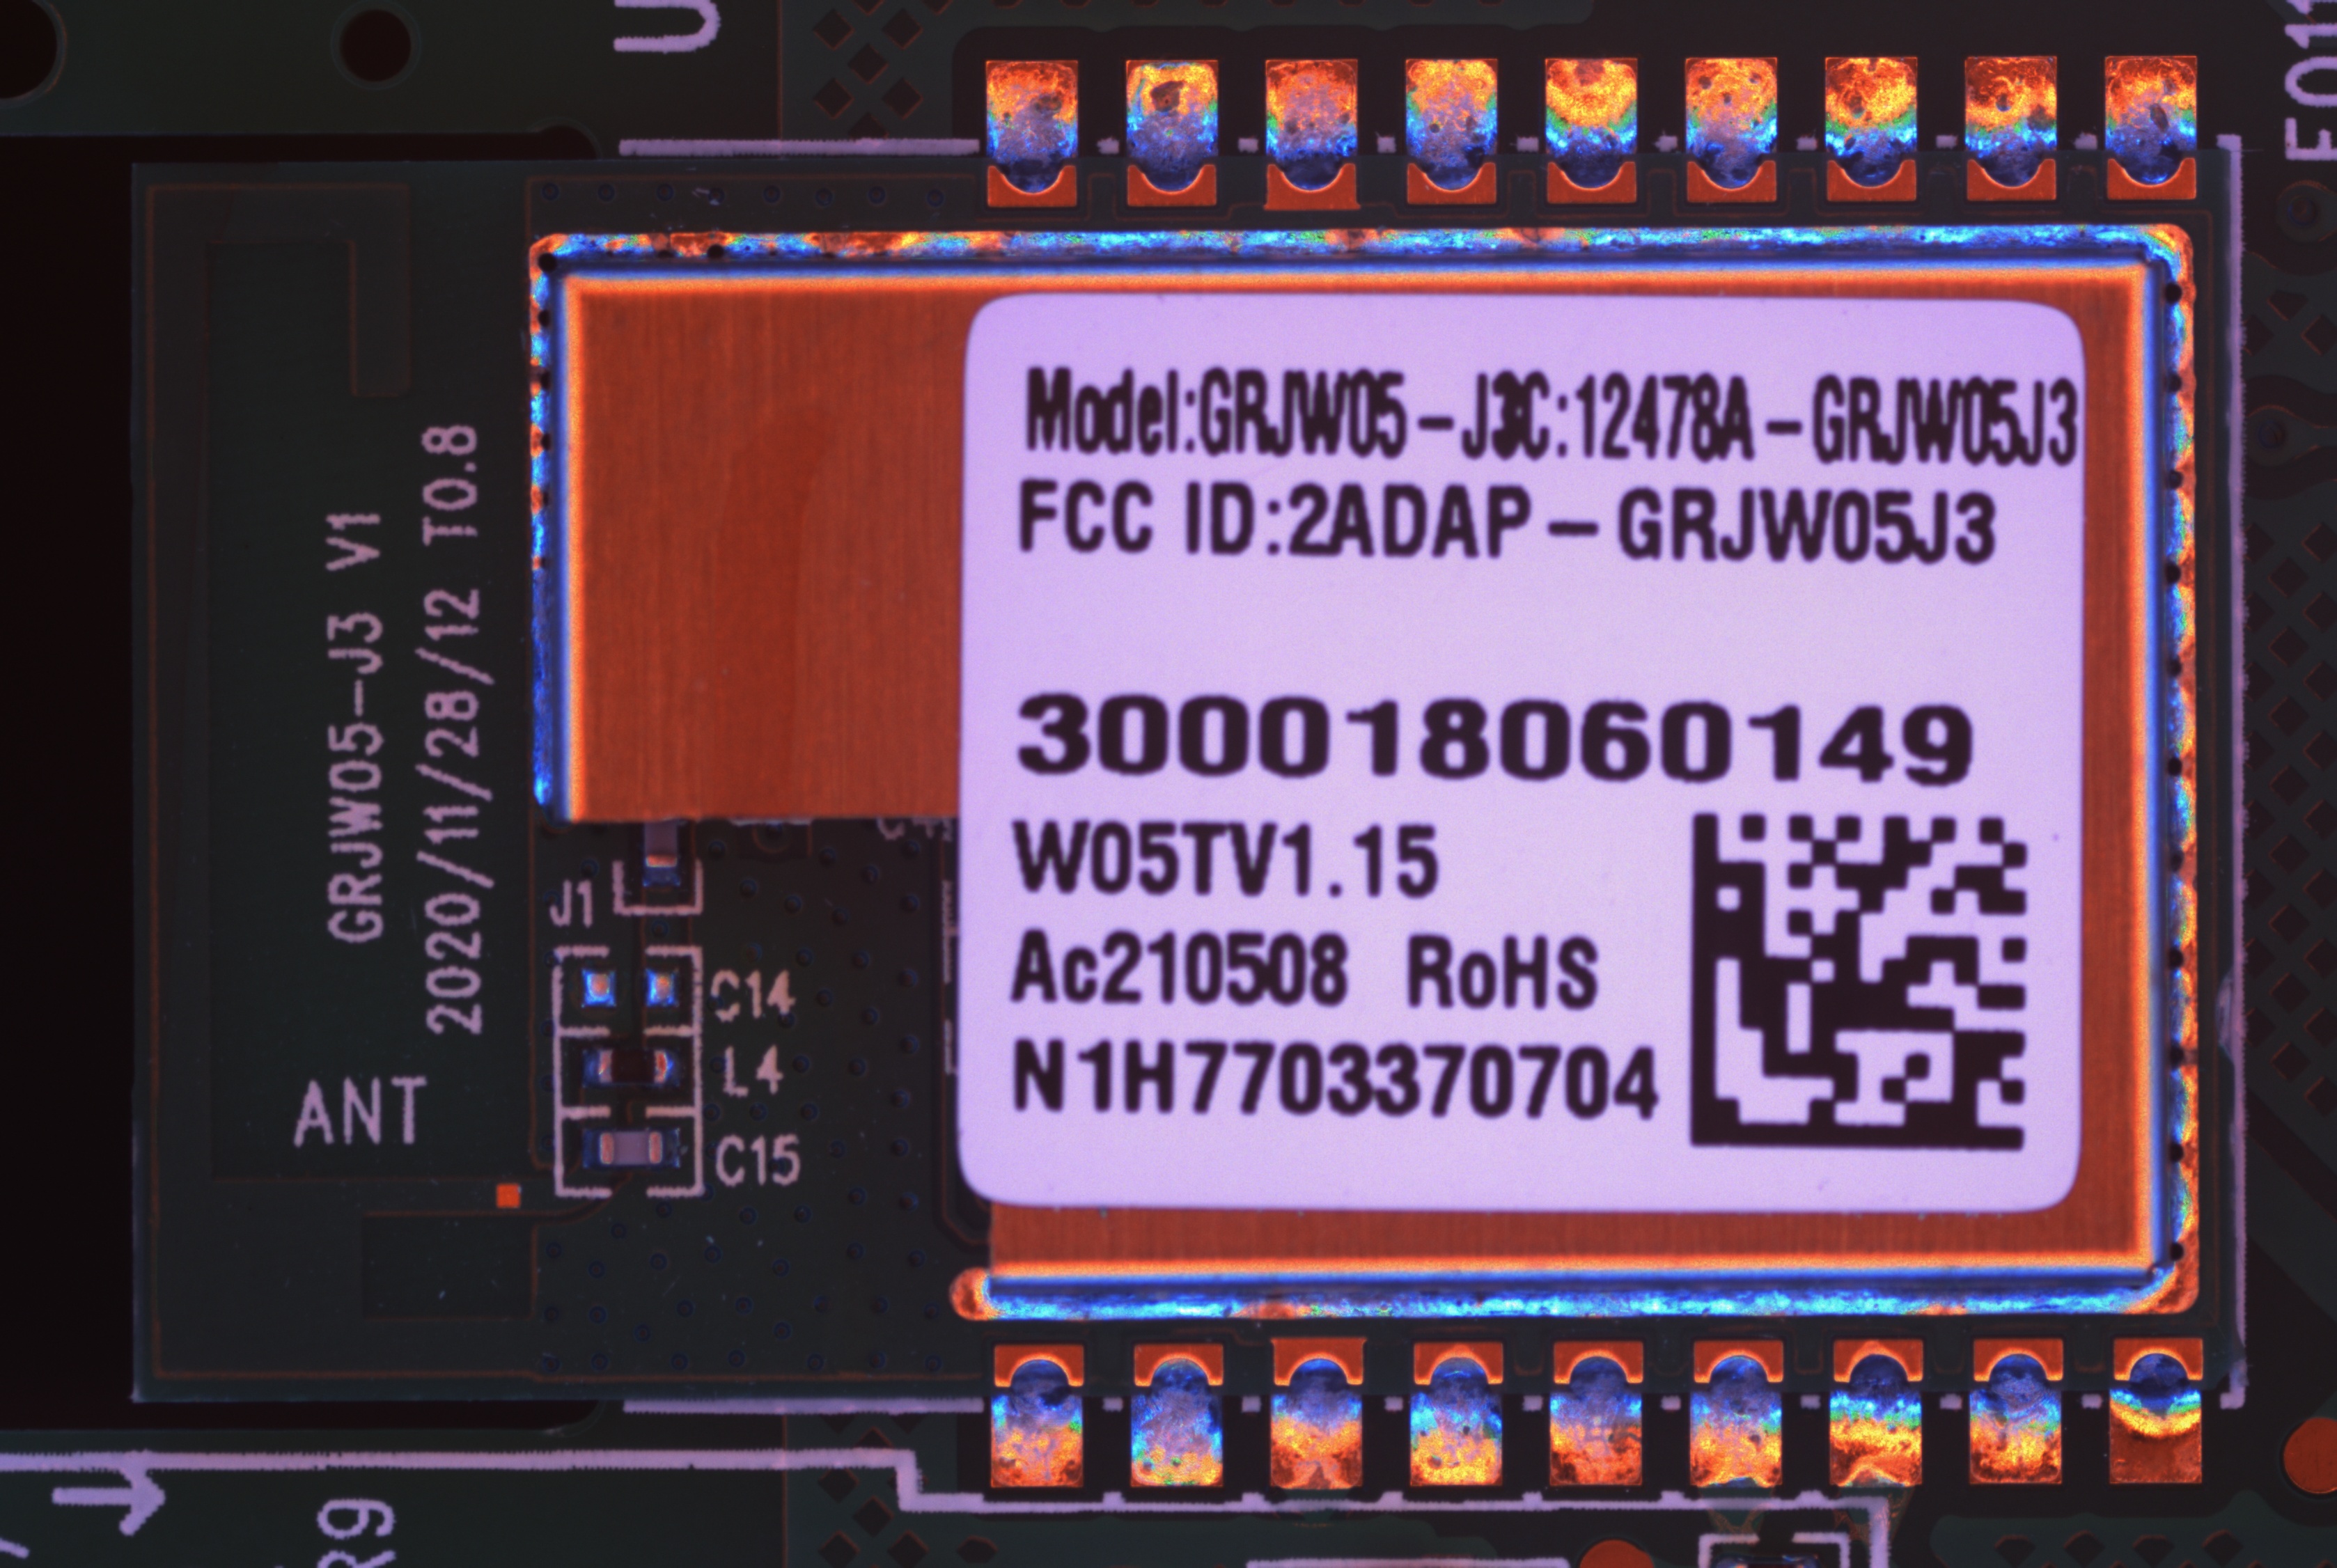 Model:GRJW05-J3C:12478A-GRJW05J3
FCC ID:2ADAP-GRJW05J3
300018060149
W05TV1.15
Ac210508 RoHS
N1H7703370704
GRJW05-J3 V1
2020/11/28/12 T0.8
ANT
J1
C14
L4
C15
U
R9